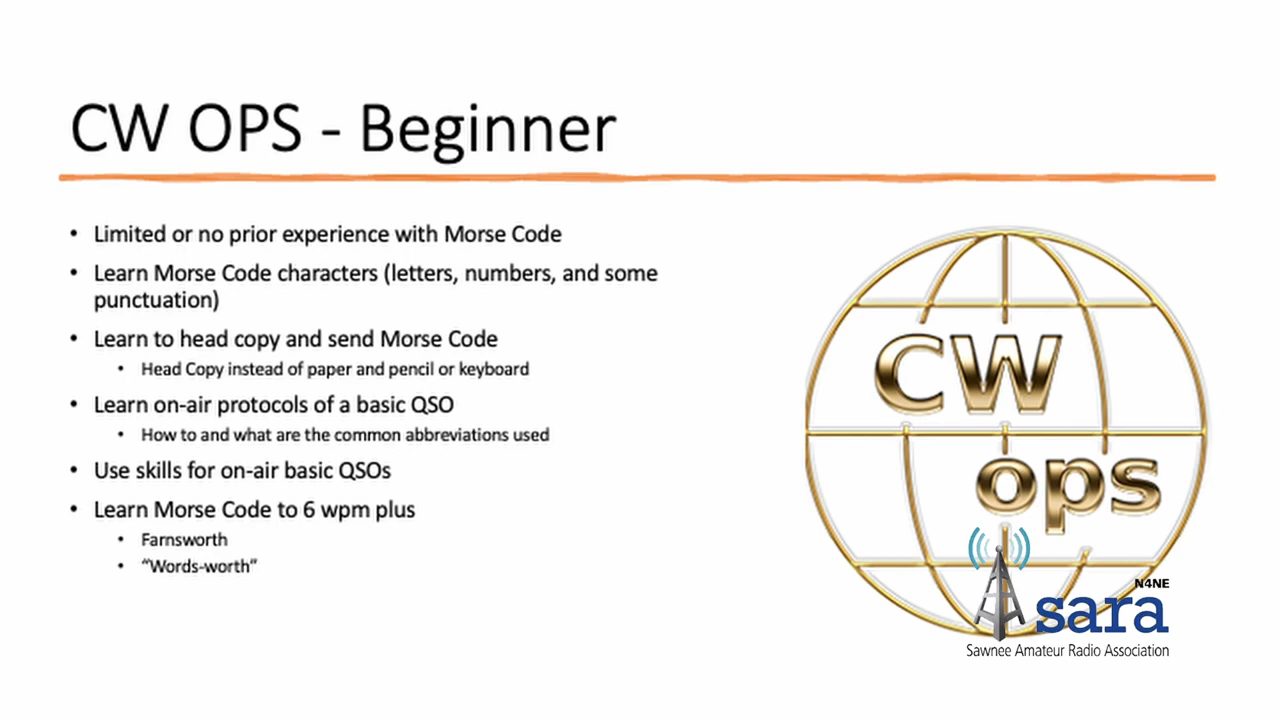 CW OPS - Beginner
• Limited or no prior experience with Morse Code
• Learn Morse Code characters (letters, numbers, and some
punctuation)
• Learn to head copy and send Morse Code
• Head Copy instead of paper and pencil or keyboard
• Learn on-air protocols of a basic QSO
• How to and what are the common abbreviations used
• Use skills for on-air basic QSOs
• Learn Morse Code to 6 wpm plus
• Farnsworth
• “Words-worth”
CW
ops
N4NE
sara
Sawnee Amateur Radio Association